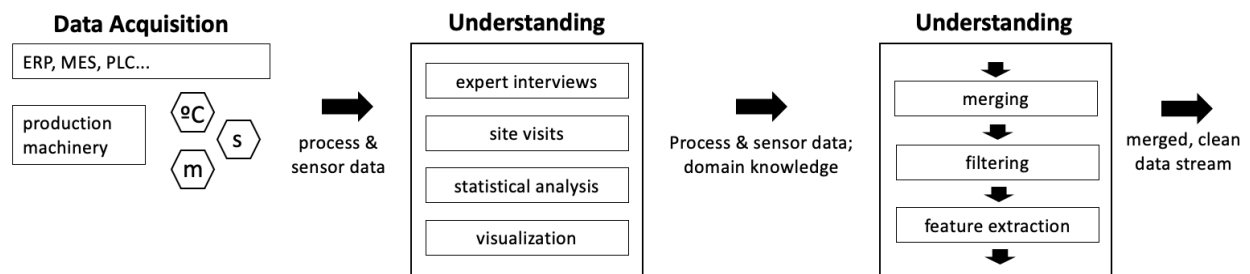 Data Acquisition
ERP, MES, PLC...
production
machinery
ºC
s
m
process &
sensor data
Understanding
expert interviews
site visits
statistical analysis
visualization
Process & sensor data;
domain knowledge
Understanding
merging
filtering
feature extraction
merged, clean
data stream